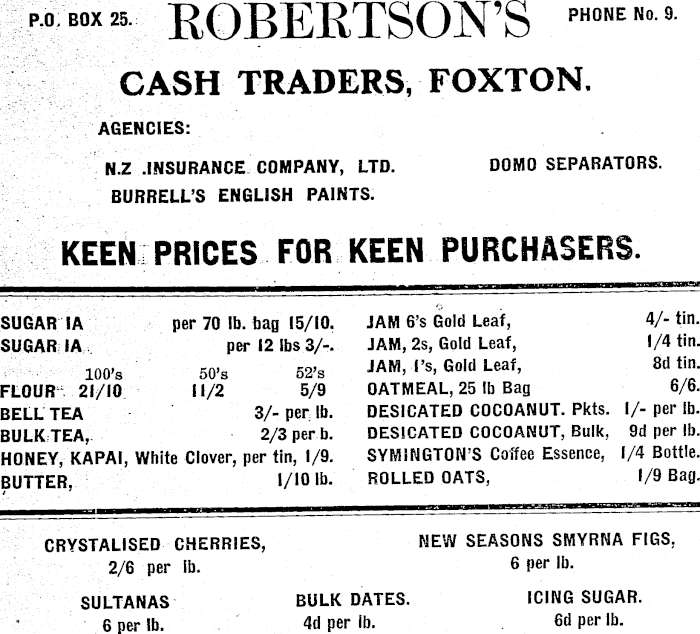 P.O. BOX 25. ROBERTSON'S PHONE No. 9.
CASH TRADERS, FOXTON.
AGENCIES:
N.Z .INSURANCE COMPANY, LTD. DOMO SEPARATORS.
BURRELL'S ENGLISH PAINTS.
KEEN PRICES FOR KEEN PURCHASERS.
SUGAR IA per 70 lb. bag 15/10.
SUGAR IA per 12 lbs 3/-.
100's 50's 52's
FLOUR 21/10 11/2 5/9
BELL TEA 3/- per lb.
BULK TEA, 2/3 per b.
HONEY, KAPAI, White Clover, per tin, 1/9.
BUTTER, 1/10 lb.
JAM 6's Gold Leaf, 4/- tin.
JAM, 2s, Gold Leaf, 1/4 tin.
JAM, 1's, Gold Leaf, 8d tin.
OATMEAL, 25 lb Bag 6/6.
DESICATED COCOANUT. Pkts. 1/- per lb.
DESICATED COCOANUT, Bulk, 9d per lb.
SYMINGTON'S Coffee Essence, 1/4 Bottle.
ROLLED OATS, 1/9 Bag.
CRYSTALISED CHERRIES, NEW SEASONS SMYRNA FIGS,
2/6 per lb. 6 per lb.
SULTANAS BULK DATES. ICING SUGAR.
6 per lb. 4d per lb. 6d per lb.